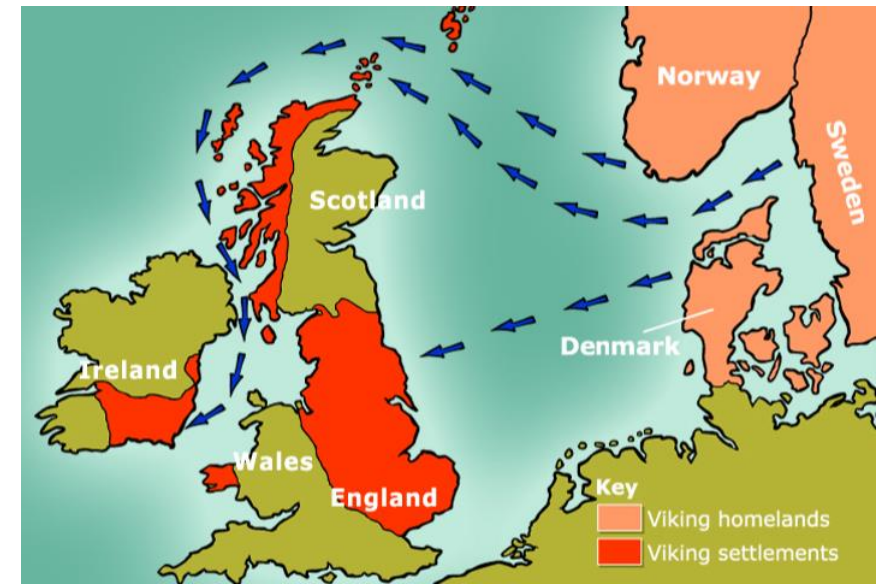 Norway
Sweden
Scotland
Denmark
Ireland
Wales
England
Key
Viking homelands
Viking settlements